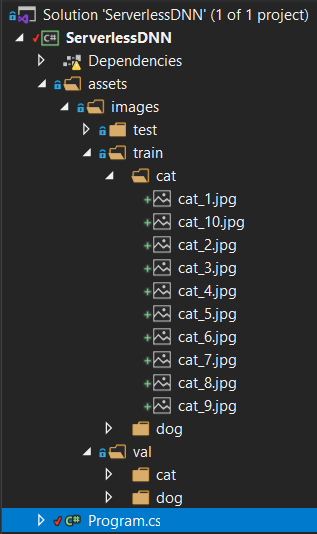 Solution 'ServerlessDNN' (1 of 1 project)
C# ServerlessDNN
Dependencies
assets
images
test
train
cat
cat_1.jpg
cat_10.jpg
cat_2.jpg
cat_3.jpg
cat_4.jpg
cat_5.jpg
cat_6.jpg
cat_7.jpg
cat_8.jpg
cat_9.jpg
dog
val
cat
dog
C# Program.cs